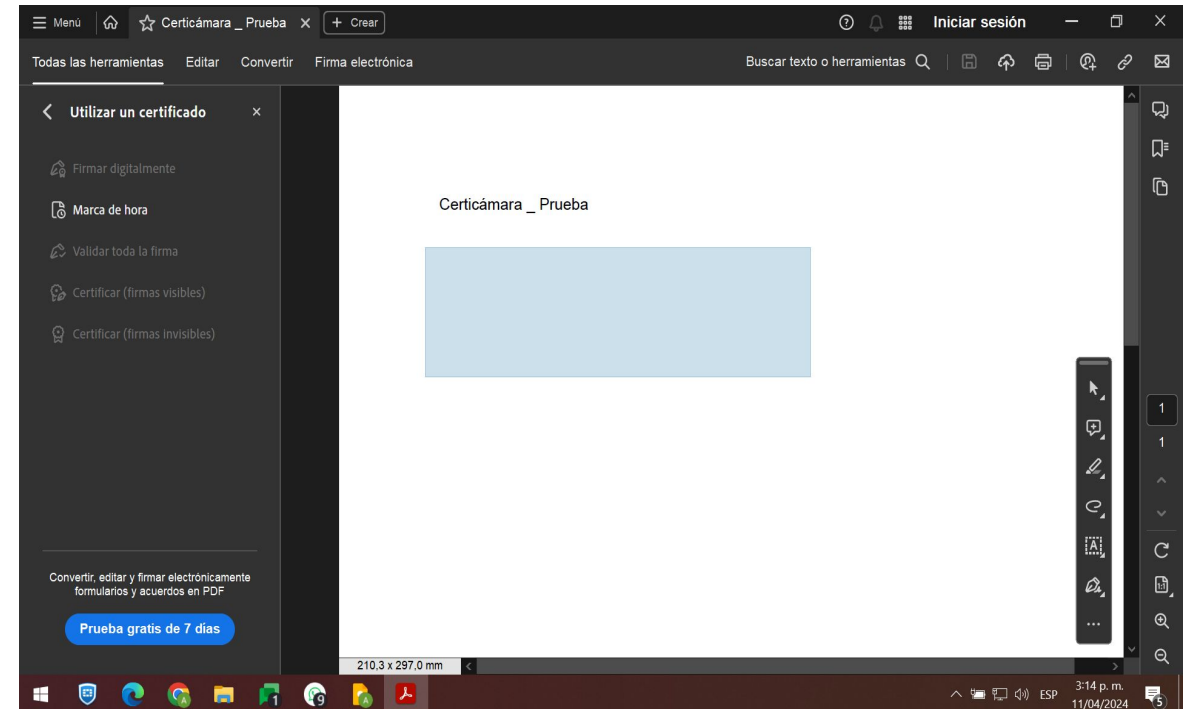 Menú
Certicámara _ Prueba
Crear
Iniciar sesión
Todas las herramientas Editar Convertir Firma electrónica
Buscar texto o herramientas
Utilizar un certificado
Firmar digitalmente
Marca de hora
Validar toda la firma
Certificar (firmas visibles)
Certificar (firmas invisibles)
Certicámara _ Prueba
1
1
Convertir, editar y firmar electrónicamente
formularios y acuerdos en PDF
Prueba gratis de 7 días
210,3 x 297,0 mm
ESP
3:14 p. m.
11/04/2024
1
9
5